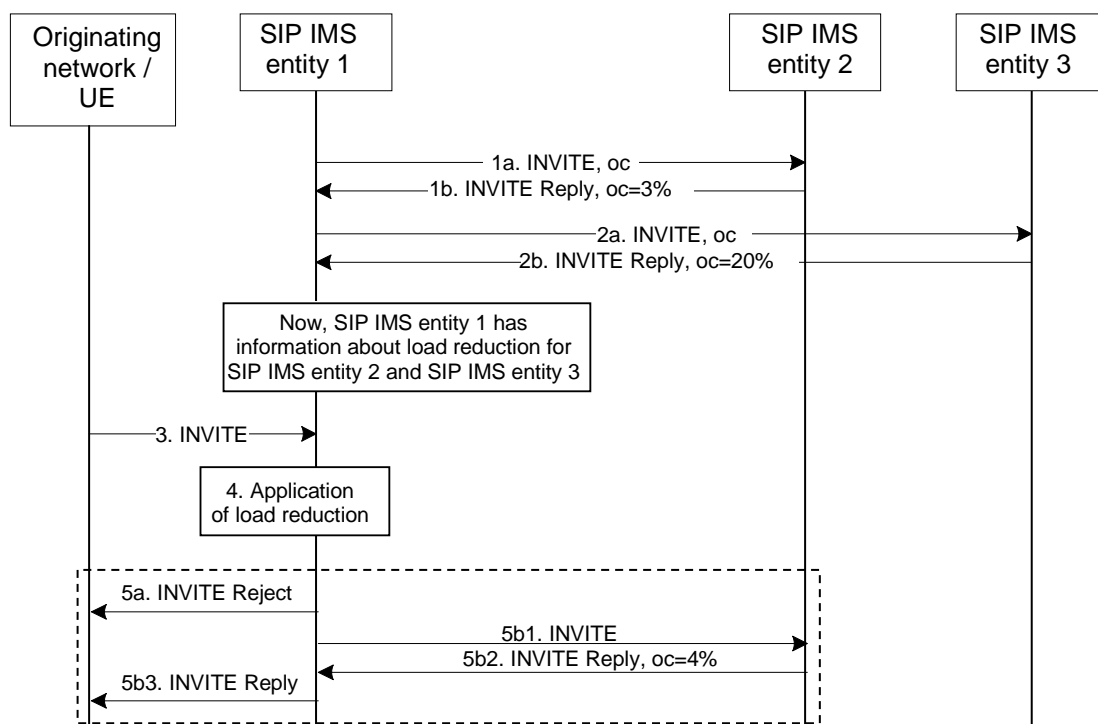 Originating
network /
UE
SIP IMS
entity 1
SIP IMS
entity 2
SIP IMS
entity 3
1a. INVITE, oc
1b. INVITE Reply, oc=3%
2a. INVITE, oc
2b. INVITE Reply, oc=20%
Now, SIP IMS entity 1 has
information about load reduction for
SIP IMS entity 2 and SIP IMS entity 3
3. INVITE
4. Application
of load reduction
5a. INVITE Reject
5b1. INVITE
5b2. INVITE Reply, oc=4%
5b3. INVITE Reply